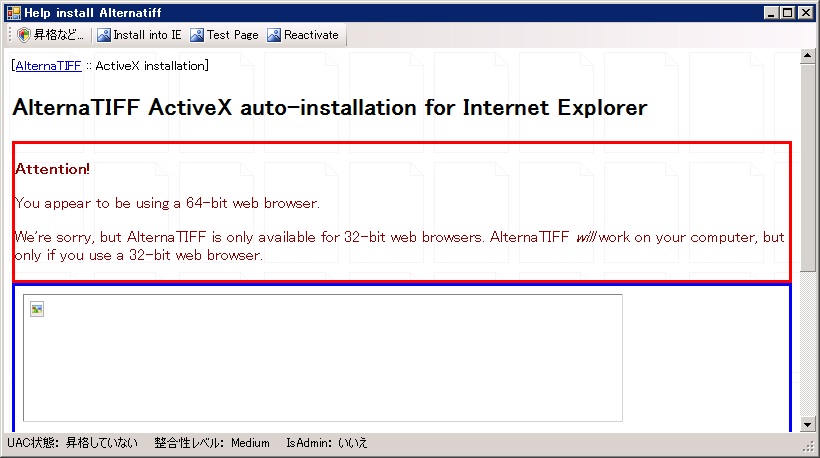 Help install Alternatiff
昇格など... Install into IE Test Page Reactivate
[AlternaTIFF :: ActiveX installation]
AlternaTIFF ActiveX auto-installation for Internet Explorer
Attention!
You appear to be using a 64-bit web browser.
We're sorry, but AlternaTIFF is only available for 32-bit web browsers. AlternaTIFF will work on your computer, but
only if you use a 32-bit web browser.
UAC状態: 昇格していない 整合性レベル: Medium IsAdmin: いいえ